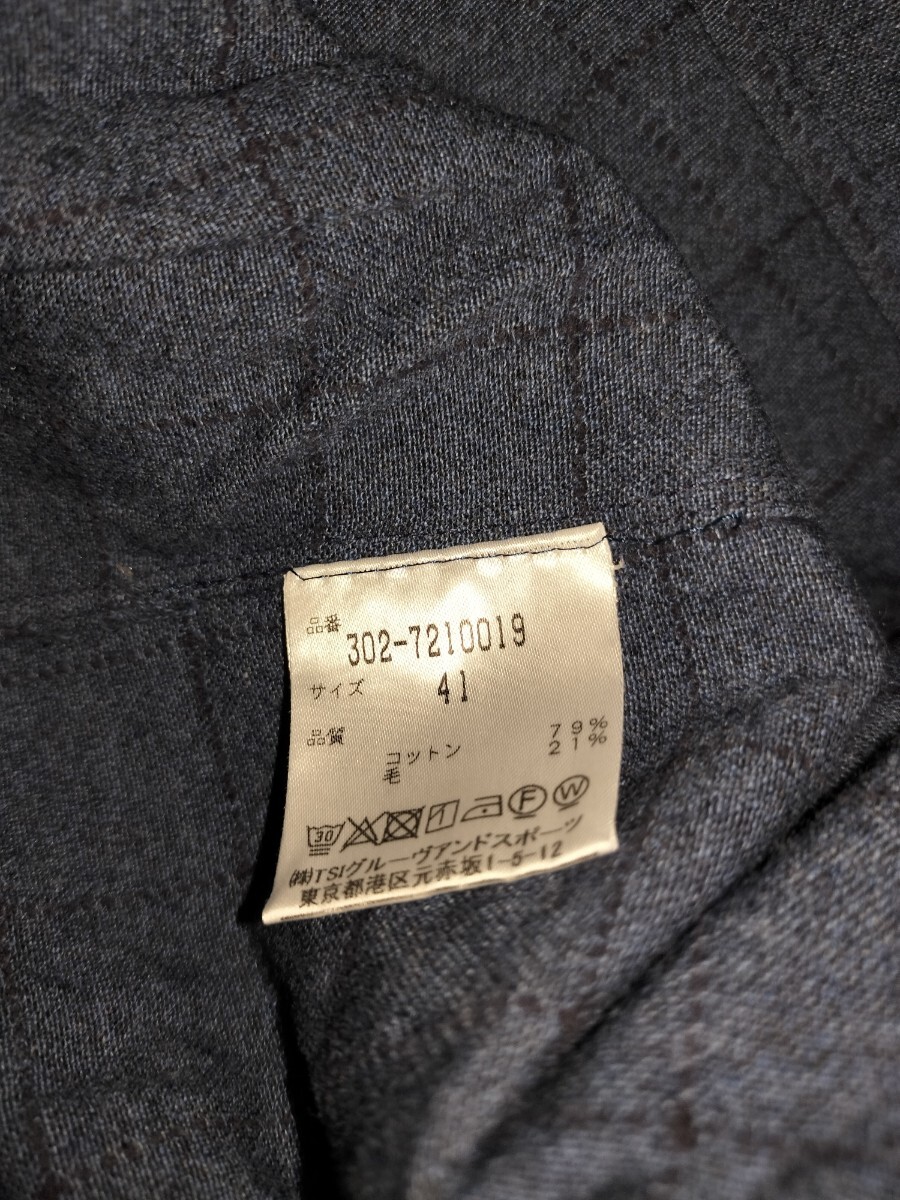 品番
302-7210019
サイズ 41
品質
コットン 79%
毛 21%
30 F W
(株)TSIグルーヴアンドスポーツ
東京都港区元赤坂1-5-12